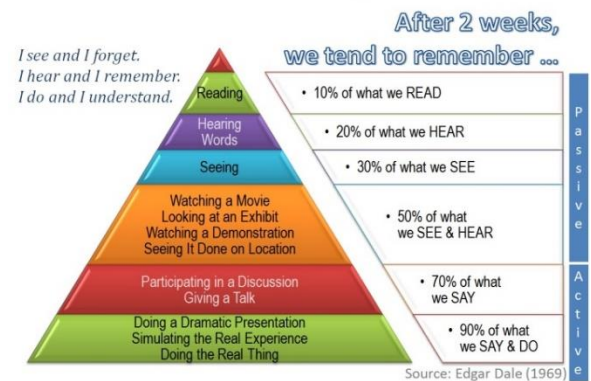 After 2 weeks,
we tend to remember ...
I see and I forget.
I hear and I remember.
I do and I understand.
Reading
• 10% of what we READ
Hearing
Words
• 20% of what we HEAR
Seeing
• 30% of what we SEE
Watching a Movie
Looking at an Exhibit
Watching a Demonstration
Seeing It Done on Location
• 50% of what
we SEE & HEAR
Participating in a Discussion
Giving a Talk
• 70% of what
we SAY
Doing a Dramatic Presentation
Simulating the Real Experience
Doing the Real Thing
• 90% of what
we SAY & DO
Passive
Active
Source: Edgar Dale (1969)